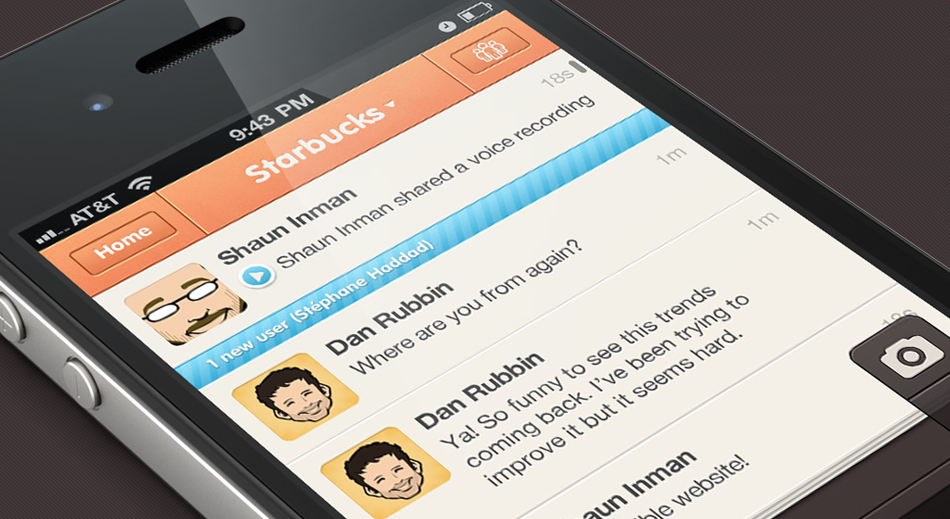 AT&T 9:43 PM
Home Starbucks
Shaun Inman 18s
Shaun Inman shared a voice recording
1 new user (Stéphane Haddad)
Dan Rubbin 1m
Where are you from again?
Dan Rubbin 1m
Ya! So funny to see this trends
coming back. I've been trying to
improve it but it seems hard.
Inman
website!